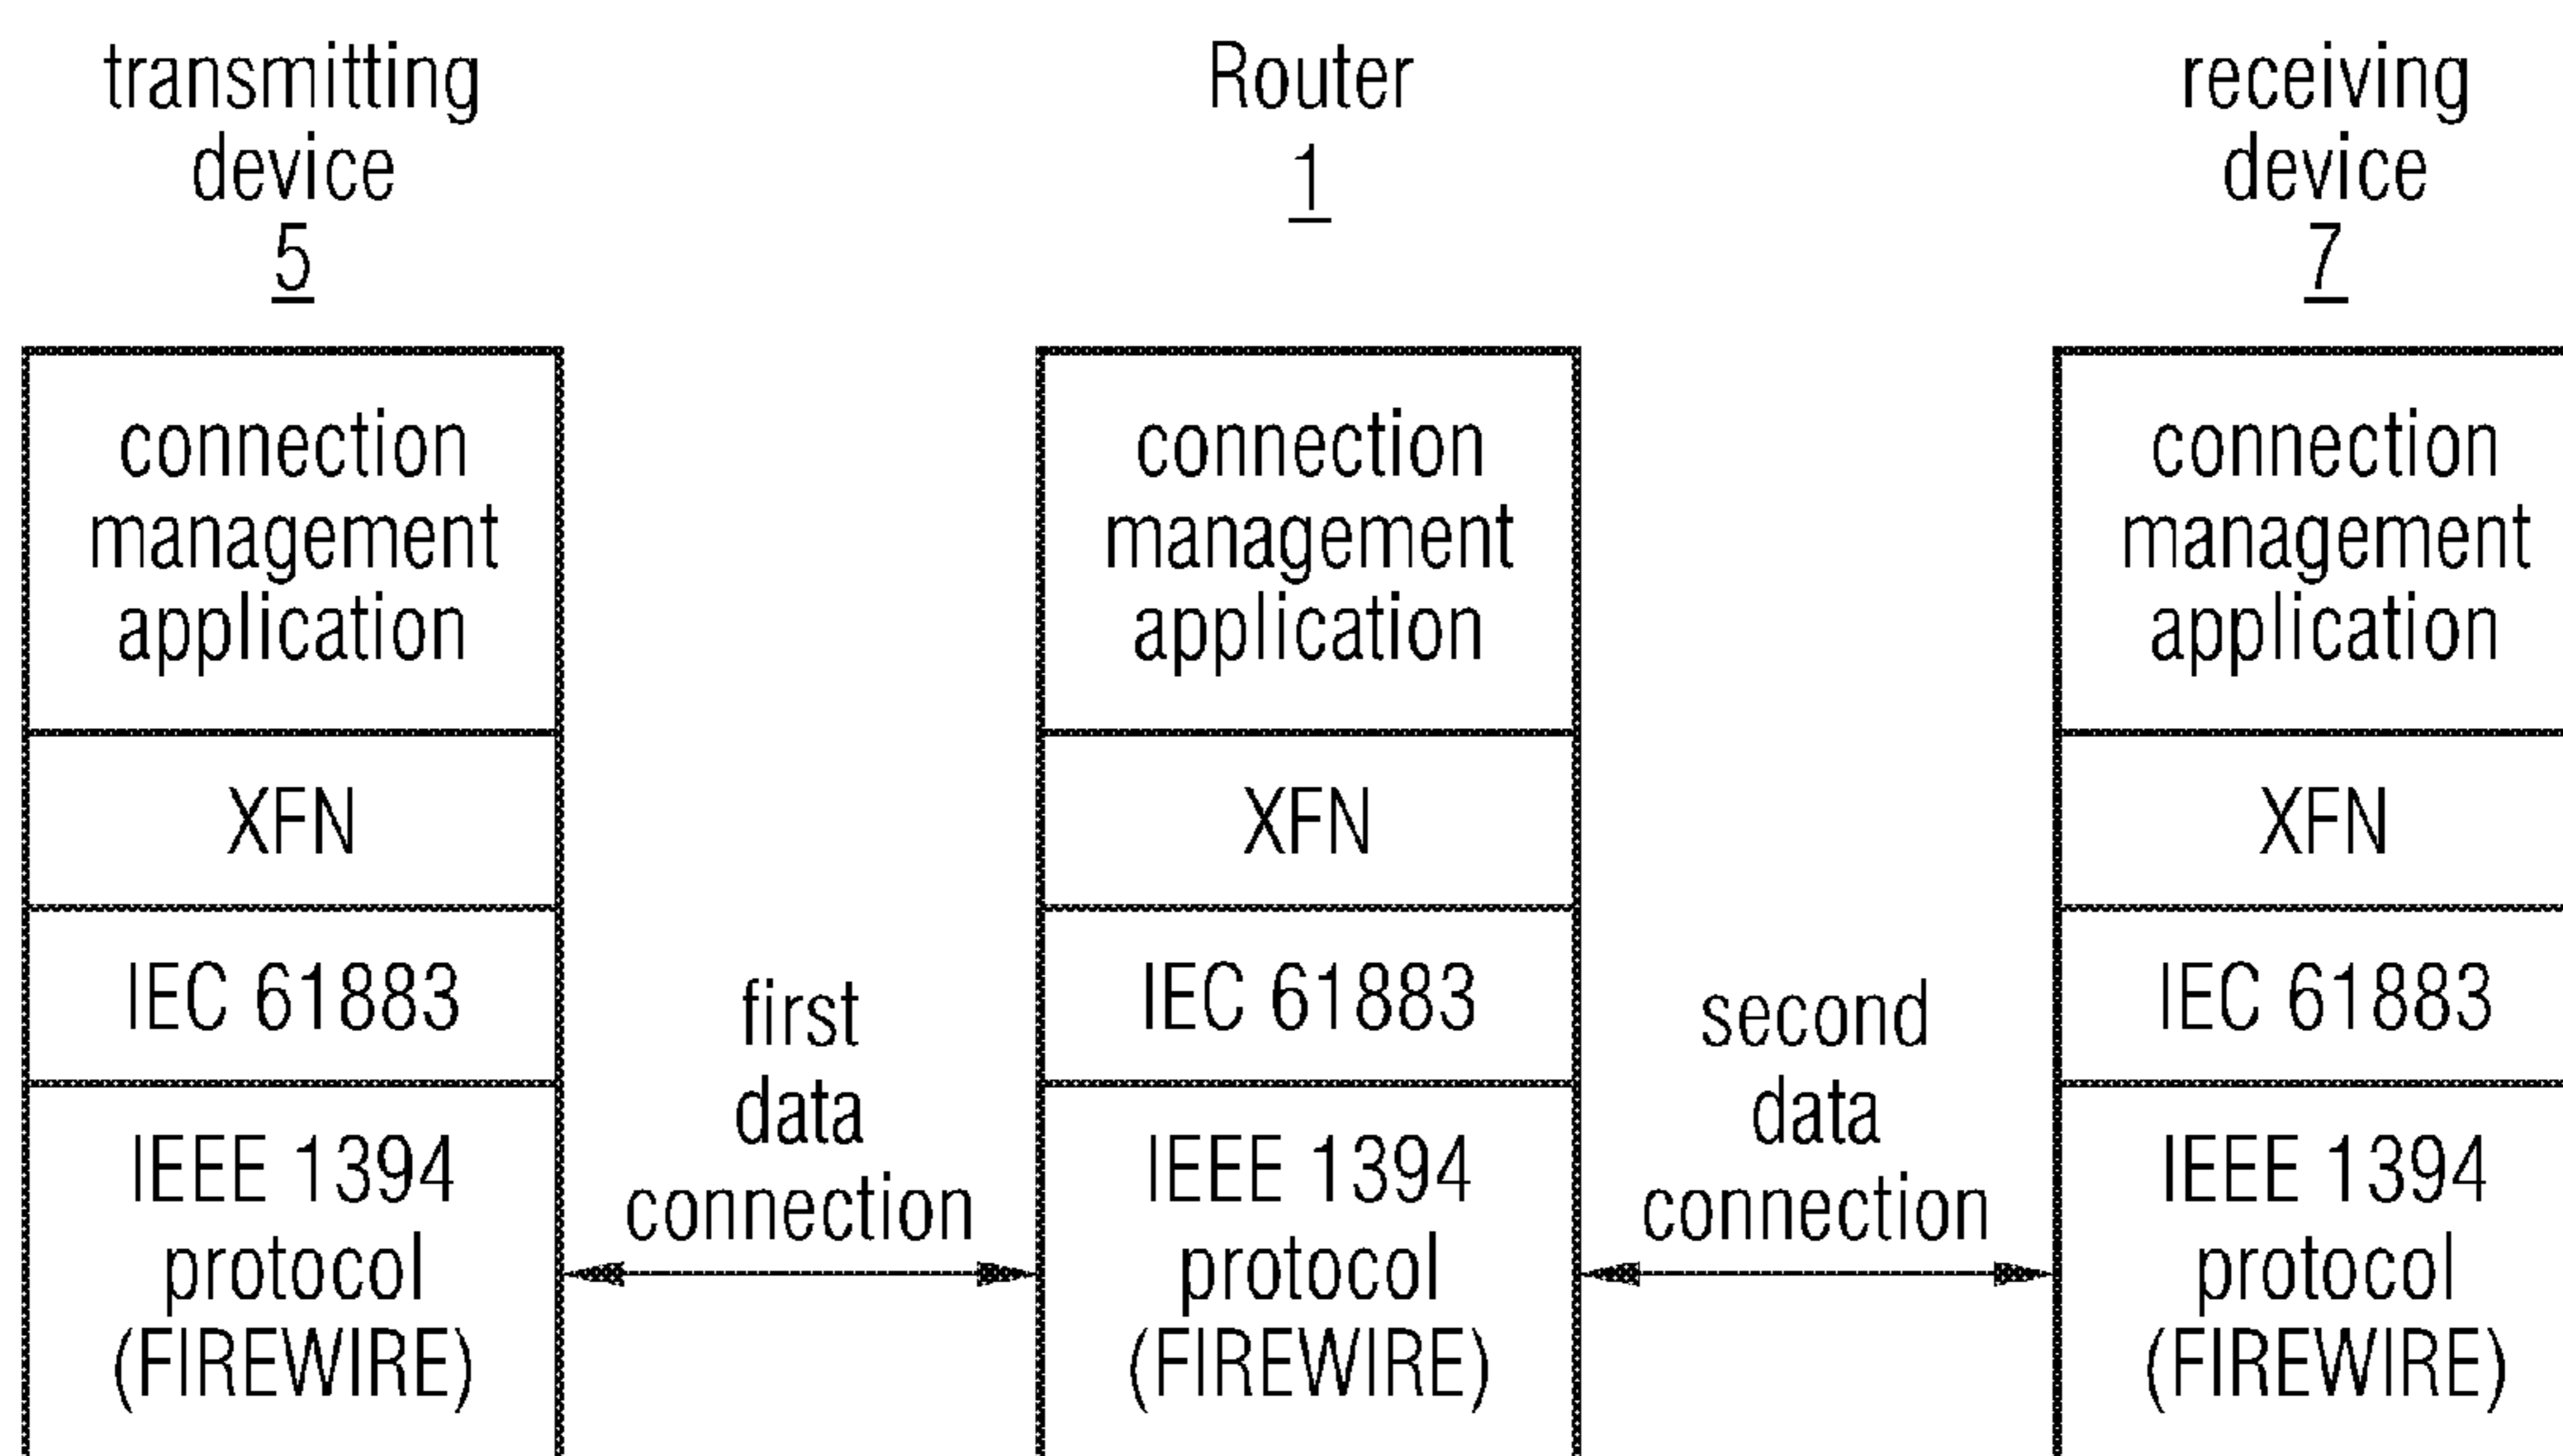 transmitting
device
5
connection
management
application
XFN
IEC 61883
IEEE 1394
protocol
(FIREWIRE)
first
data
connection
Router
1
connection
management
application
XFN
IEC 61883
IEEE 1394
protocol
(FIREWIRE)
second
data
connection
receiving
device
7
connection
management
application
XFN
IEC 61883
IEEE 1394
protocol
(FIREWIRE)